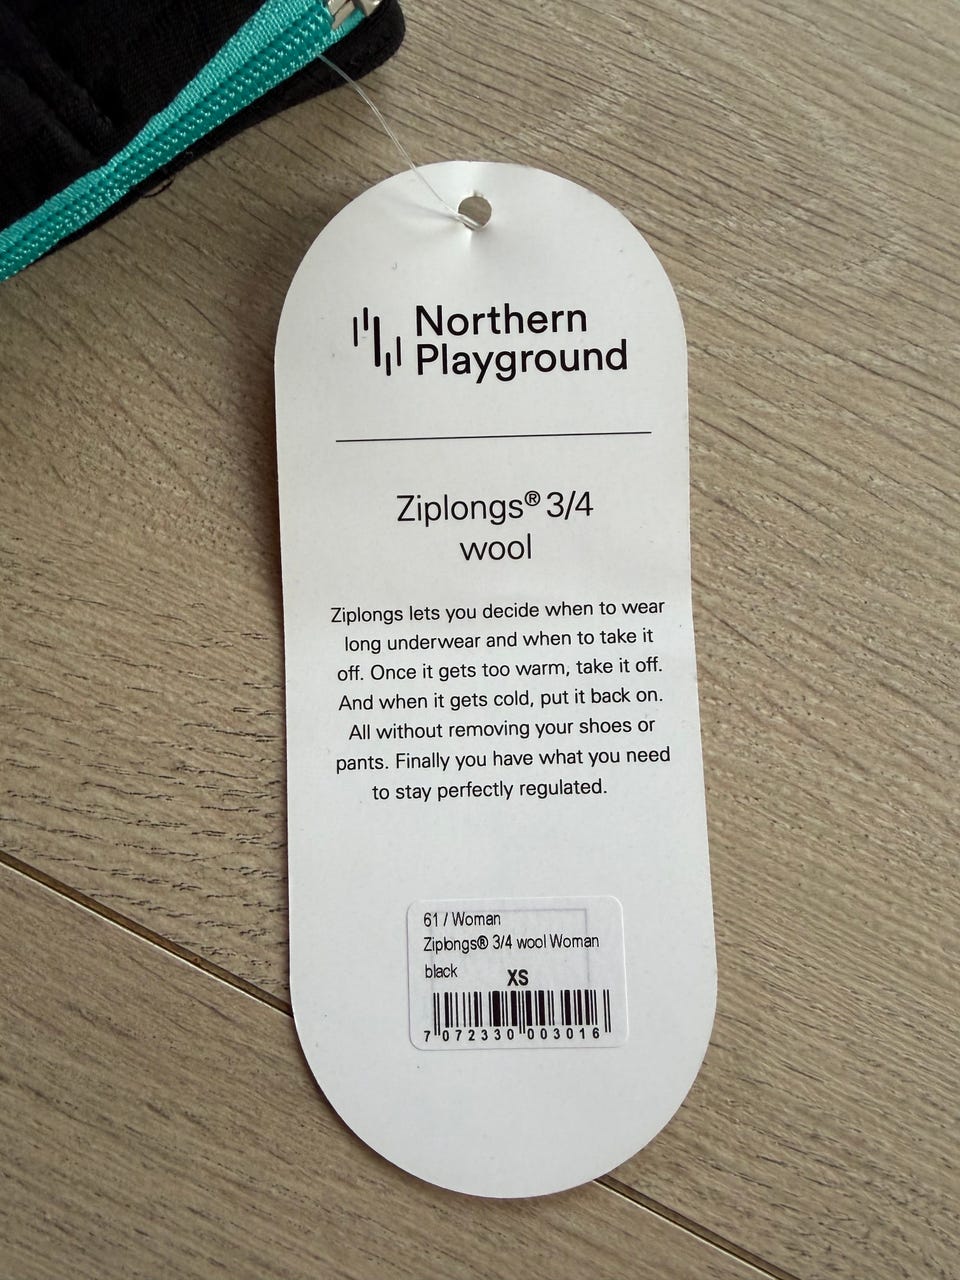 Northern
Playground
Ziplongs® 3/4
wool
Ziplongs lets you decide when to wear
long underwear and when to take it
off. Once it gets too warm, take it off.
And when it gets cold, put it back on.
All without removing your shoes or
pants. Finally you have what you need
to stay perfectly regulated.
61 / Woman
Ziplongs® 3/4 wool Woman
black
XS
7 072330 003016